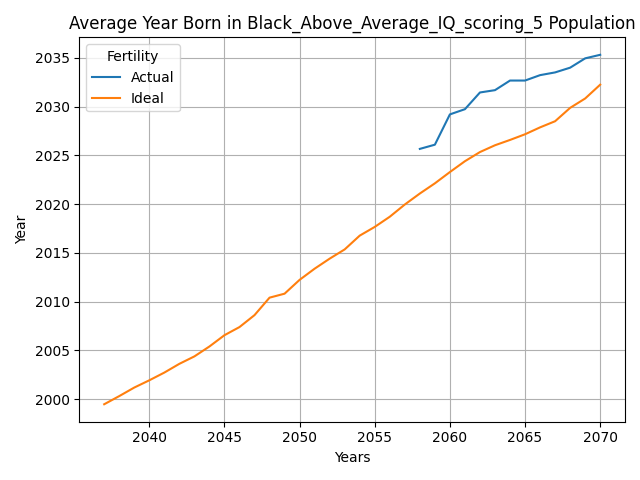 Average Year Born in Black_Above_Average_IQ_scoring_5 Population
Fertility
Actual
Ideal
2035
2030
2025
2020
2015
2010
2005
2000
Year
2040 2045 2050 2055 2060 2065 2070
Years